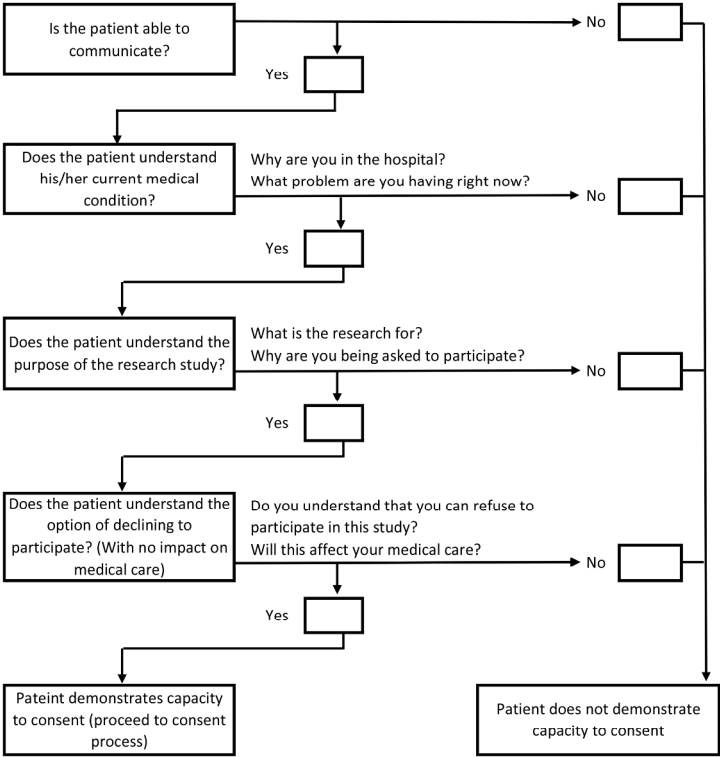 Is the patient able to
communicate?
No
Yes
Does the patient understand
his/her current medical
condition?
Why are you in the hospital?
What problem are you having right now?
No
Yes
Does the patient understand the
purpose of the research study?
What is the research for?
Why are you being asked to participate?
No
Yes
Does the patient understand the
option of declining to
participate? (With no impact on
medical care)
Do you understand that you can refuse to
participate in this study?
Will this affect your medical care?
No
Yes
Pateint demonstrates capacity
to consent (proceed to consent
process)
Patient does not demonstrate
capacity to consent